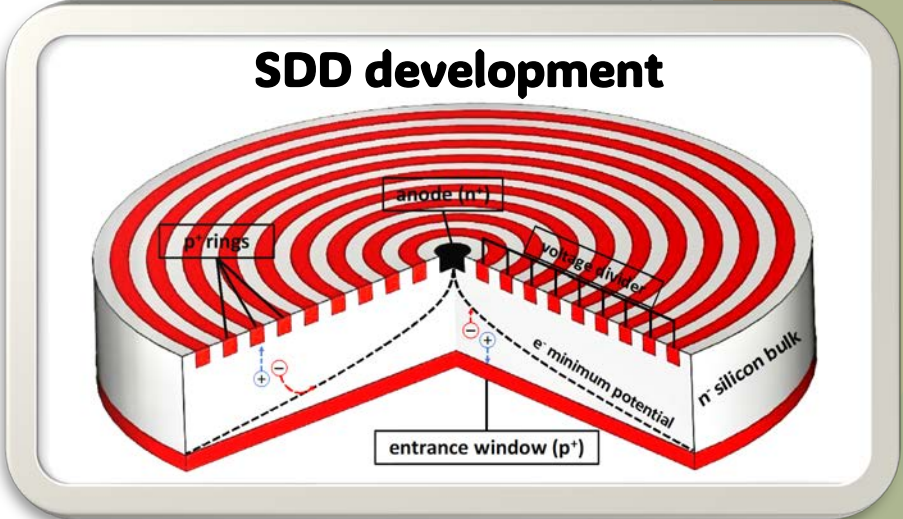 SDD development
anode (n⁺)
p⁺ rings
voltage divider
e⁻ minimum potential
n⁻ silicon bulk
entrance window (p⁺)
−
+
+
−